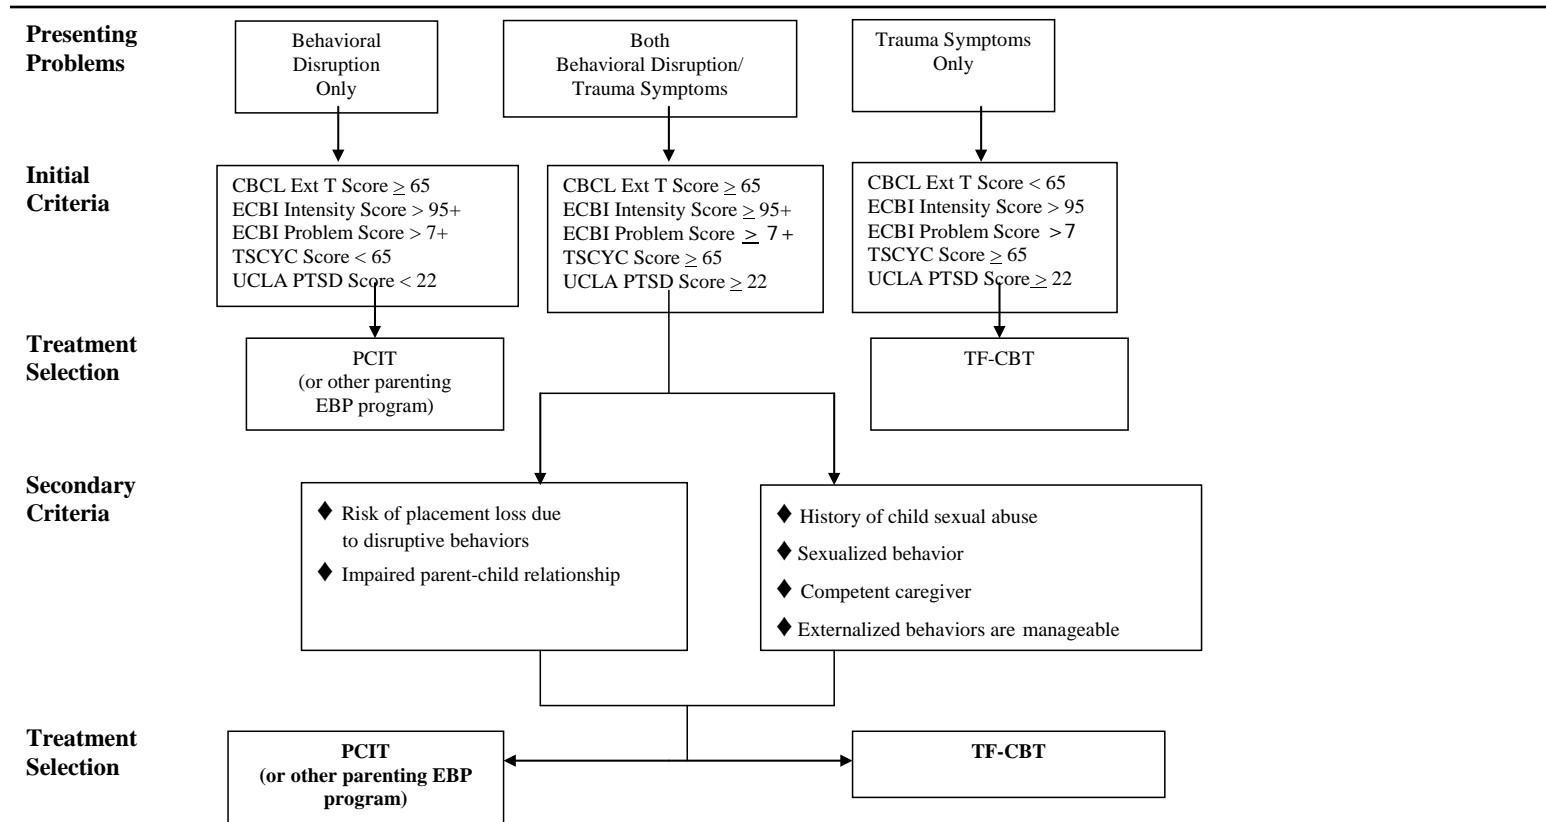 Presenting
Problems
Behavioral
Disruption
Only
Both
Behavioral Disruption/
Trauma Symptoms
Trauma Symptoms
Only
Initial
Criteria
CBCL Ext T Score ≥ 65
ECBI Intensity Score > 95+
ECBI Problem Score > 7+
TSCYC Score < 65
UCLA PTSD Score < 22
CBCL Ext T Score ≥ 65
ECBI Intensity Score ≥ 95+
ECBI Problem Score ≥ 7+
TSCYC Score ≥ 65
UCLA PTSD Score ≥ 22
CBCL Ext T Score < 65
ECBI Intensity Score > 95
ECBI Problem Score >7
TSCYC Score ≥ 65
UCLA PTSD Score ≥ 22
Treatment
Selection
PCIT
(or other parenting
EBP program)
TF-CBT
Secondary
Criteria
♦ Risk of placement loss due
to disruptive behaviors
♦ Impaired parent-child relationship
♦ History of child sexual abuse
♦ Sexualized behavior
♦ Competent caregiver
♦ Externalized behaviors are manageable
Treatment
Selection
PCIT
(or other parenting EBP
program)
TF-CBT